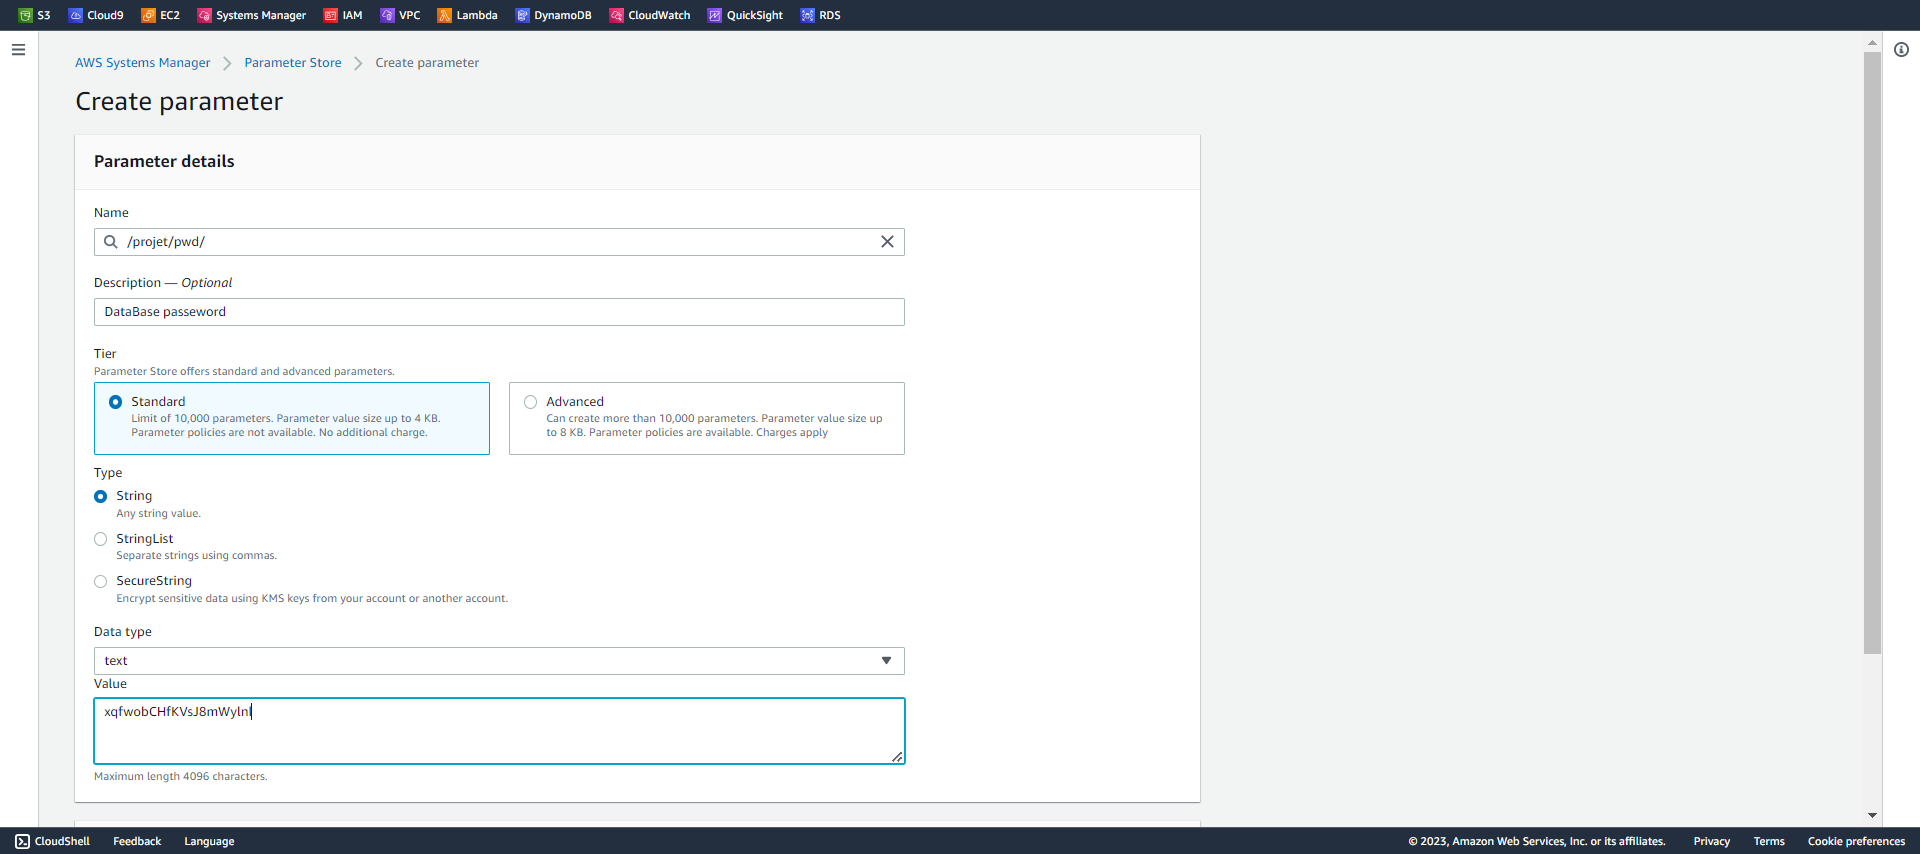 S3 Cloud9 EC2 Systems Manager IAM VPC Lambda DynamoDB CloudWatch QuickSight RDS
AWS Systems Manager Parameter Store Create parameter
Create parameter
Parameter details
Name
/projet/pwd/
Description — Optional
DataBase passeword
Tier
Parameter Store offers standard and advanced parameters.
Standard
Limit of 10,000 parameters. Parameter value size up to 4 KB.
Parameter policies are not available. No additional charge.
Advanced
Can create more than 10,000 parameters. Parameter value size up
to 8 KB. Parameter policies are available. Charges apply
Type
String
Any string value.
StringList
Separate strings using commas.
SecureString
Encrypt sensitive data using KMS keys from your account or another account.
Data type
text
Value
Maximum length 4096 characters.
CloudShell Feedback Language
© 2023, Amazon Web Services, Inc. or its affiliates. Privacy Terms Cookie preferences